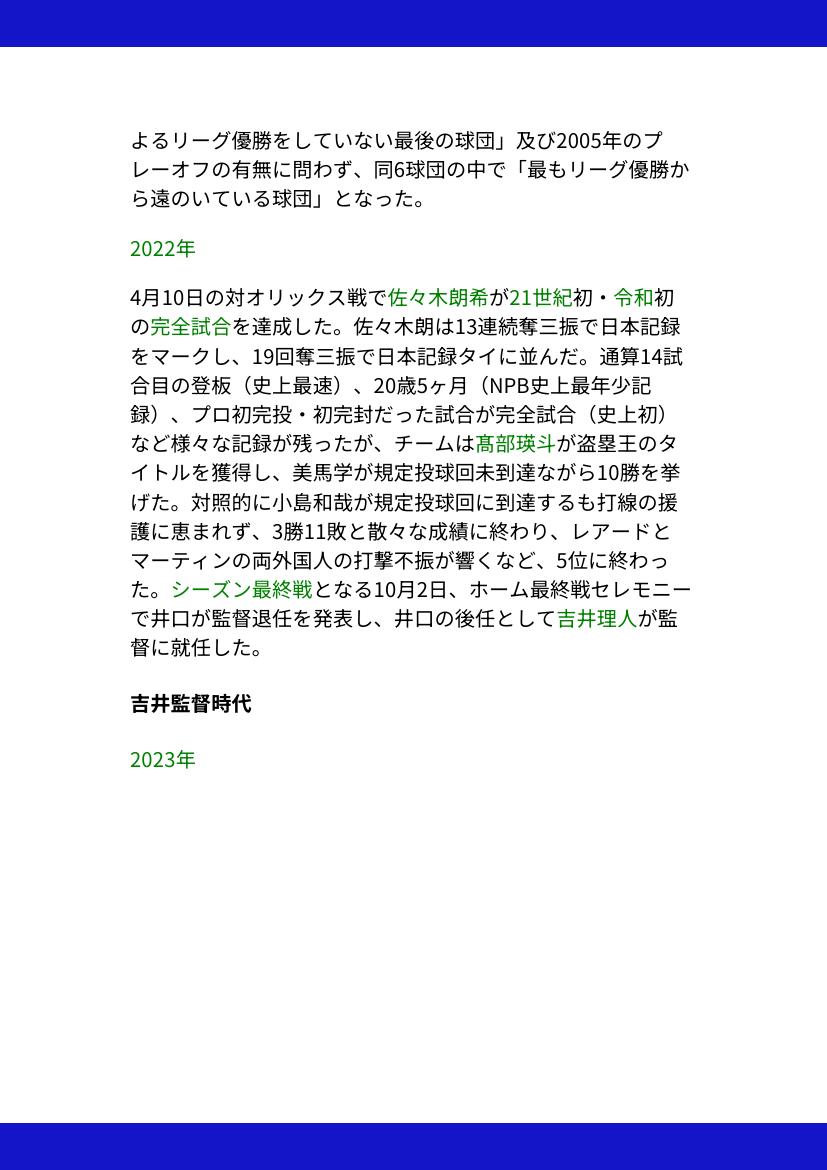 よるリーグ優勝をしていない最後の球団」及び2005年のプ
レーオフの有無に問わず、同6球団の中で「最もリーグ優勝か
ら遠のいている球団」となった。
2022年
4月10日の対オリックス戦で佐々木朗希が21世紀初・令和初
の完全試合を達成した。佐々木朗は13連続奪三振で日本記録
をマークし、19回奪三振で日本記録タイに並んだ。通算14試
合目の登板（史上最速）、20歳5ヶ月（NPB史上最年少記
録）、プロ初完投・初完封だった試合が完全試合（史上初）
など様々な記録が残ったが、チームは髙部瑛斗が盗塁王のタ
イトルを獲得し、美馬学が規定投球回未到達ながら10勝を挙
げた。対照的に小島和哉が規定投球回に到達するも打線の援
護に恵まれず、3勝11敗と散々な成績に終わり、レアードと
マーティンの両外国人の打撃不振が響くなど、5位に終わっ
た。シーズン最終戦となる10月2日、ホーム最終戦セレモニー
で井口が監督退任を発表し、井口の後任として吉井理人が監
督に就任した。
吉井監督時代
2023年